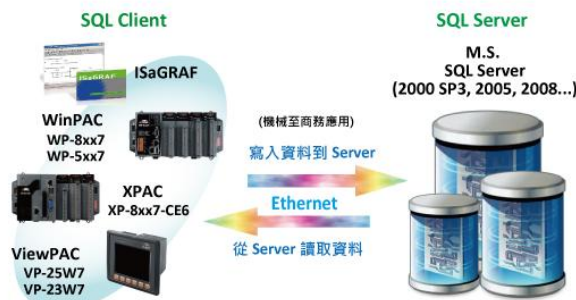 SQL Client
ISaGRAF
WinPAC
WP-8xx7
WP-5xx7
XPAC
XP-8xx7-CE6
ViewPAC
VP-25W7
VP-23W7
(機械至商務應用)
寫入資料到 Server
Ethernet
從 Server 讀取資料
SQL Server
M.S.
SQL Server
(2000 SP3, 2005, 2008...)